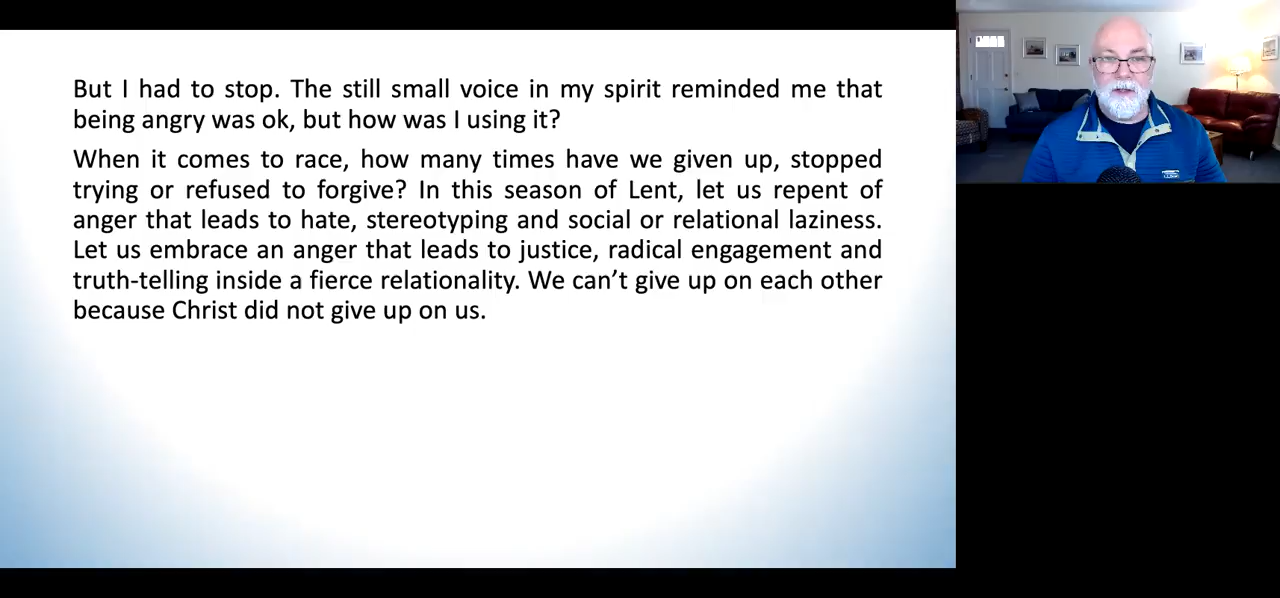 But I had to stop. The still small voice in my spirit reminded me that
being angry was ok, but how was I using it?
When it comes to race, how many times have we given up, stopped
trying or refused to forgive? In this season of Lent, let us repent of
anger that leads to hate, stereotyping and social or relational laziness.
Let us embrace an anger that leads to justice, radical engagement and
truth-telling inside a fierce relationality. We can’t give up on each other
because Christ did not give up on us.